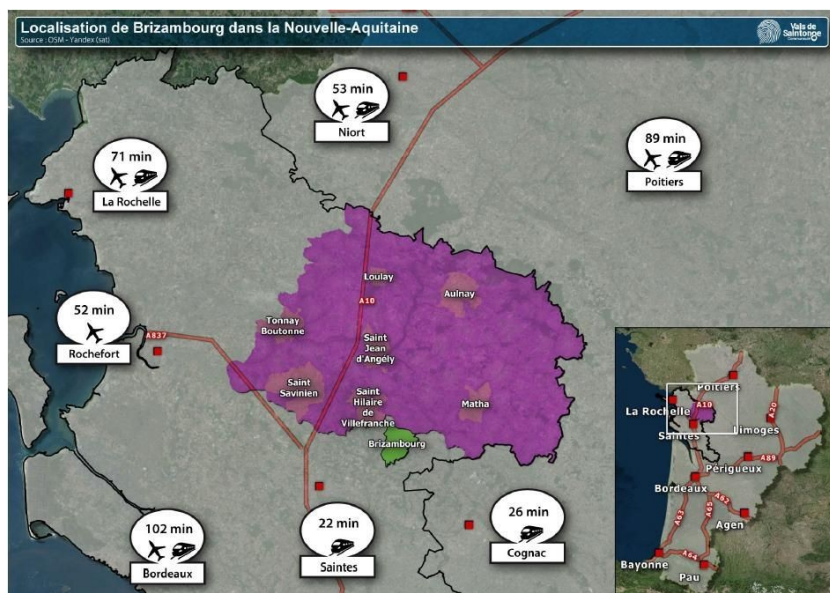 Localisation de Brizambourg dans la Nouvelle-Aquitaine
Source : OSM - Yandex (sat)
Vals de
Saintonge
53 min
Niort
71 min
La Rochelle
89 min
Poitiers
Loulay
Aulnay
A10
52 min
Rochefort
A837
Tonnay
Boutonne
Saint
Jean
d'Angély
Saint
Savinien
Saint
Hilaire
de
Villefranche
Matha
Brizambourg
102 min
Bordeaux
22 min
Saintes
26 min
Cognac
Poitiers
La Rochelle
A10
A20
Saintes
Limoges
A89
Périgueux
Bordeaux
A62
A63
A65
Agen
A64
Bayonne
Pau